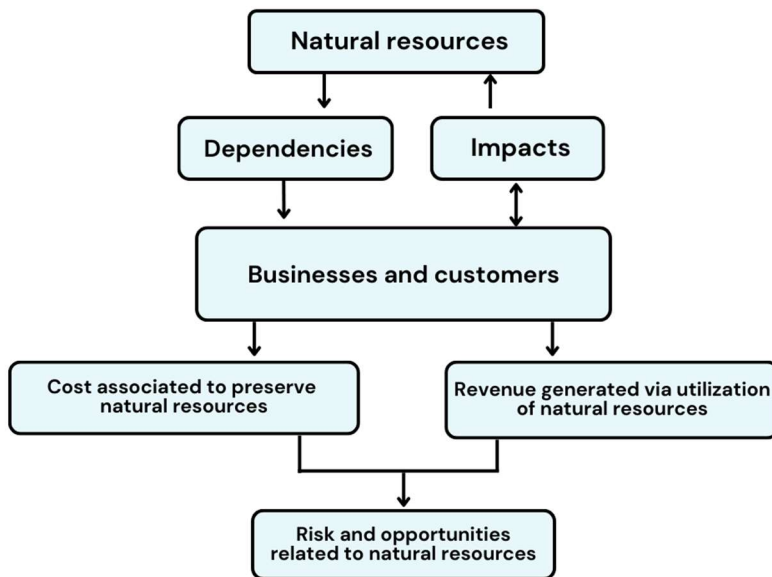 Natural resources
Dependencies
Impacts
Businesses and customers
Cost associated to preserve
natural resources
Revenue generated via utilization
of natural resources
Risk and opportunities
related to natural resources